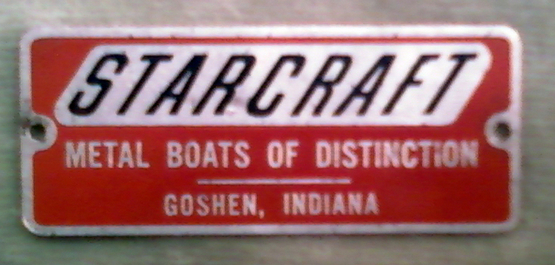 STARCRAFT
METAL BOATS OF DISTINCTION
GOSHEN, INDIANA